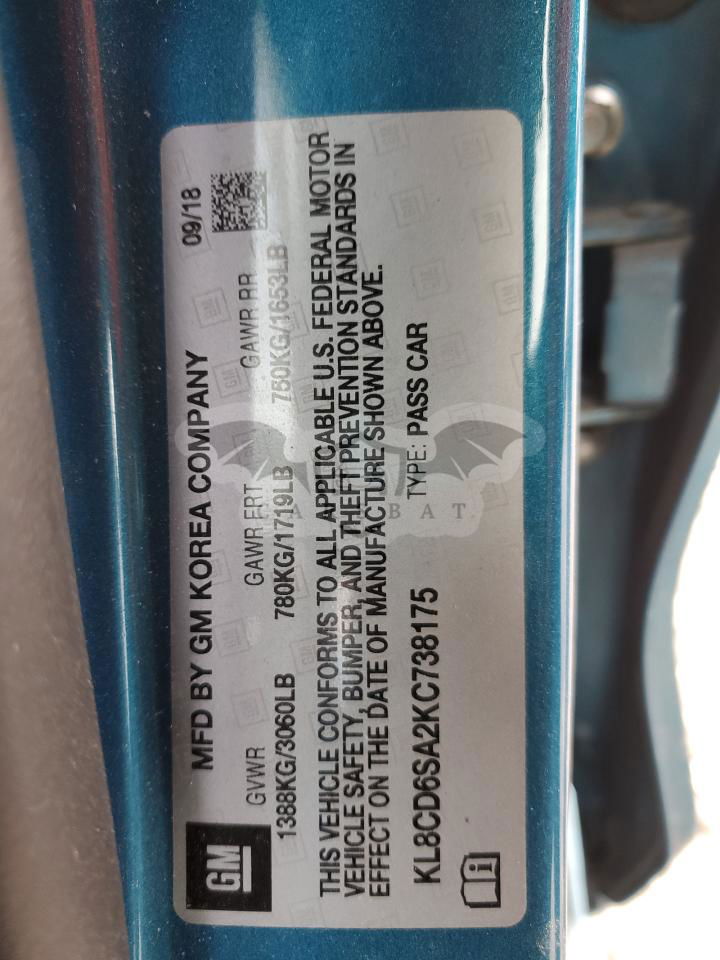 MFD BY GM KOREA COMPANY 09/18
GM
GVWR GAWR FRT GAWR RR
1388KG/3060LB 780KG/1719LB 750KG/1653LB
THIS VEHICLE CONFORMS TO ALL APPLICABLE U.S. FEDERAL MOTOR
VEHICLE SAFETY, BUMPER, AND THEFT PREVENTION STANDARDS IN
EFFECT ON THE DATE OF MANUFACTURE SHOWN ABOVE.
KL8CD6SA2KC738175 TYPE: PASS CAR